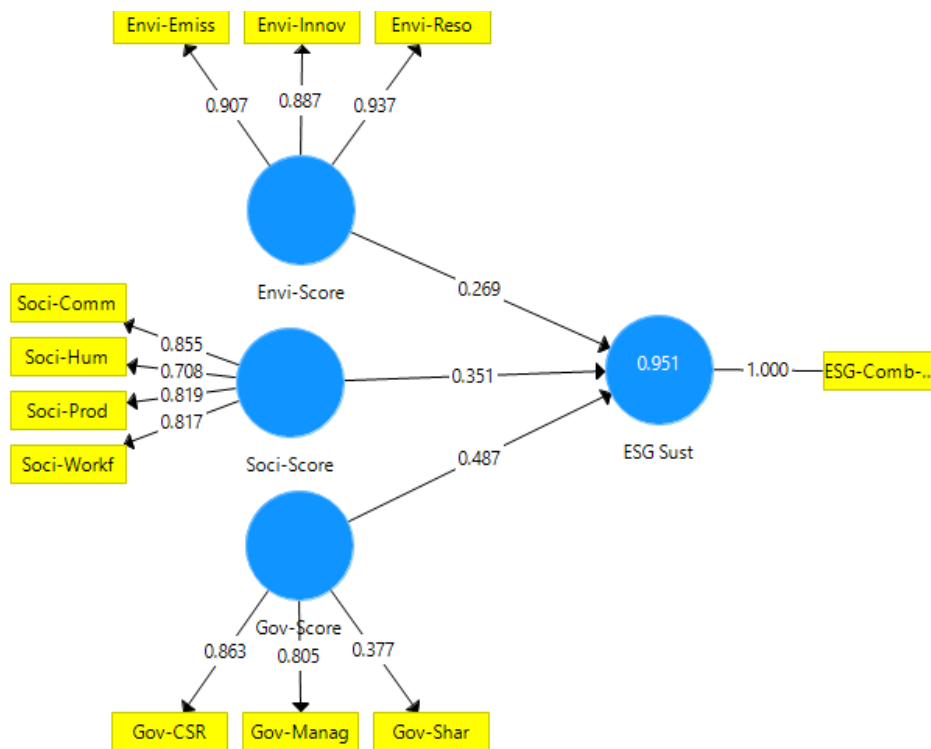 Envi-Emiss Envi-Innov Envi-Reso
0.907 0.887 0.937
Envi-Score
0.269
Soci-Comm
0.855
Soci-Hum
0.708
Soci-Prod
0.819
Soci-Workf
0.817
Soci-Score
0.351
0.951
1.000
ESG-Comb-...
ESG Sust
0.487
Gov-Score
0.863 0.805 0.377
Gov-CSR Gov-Manag Gov-Shar